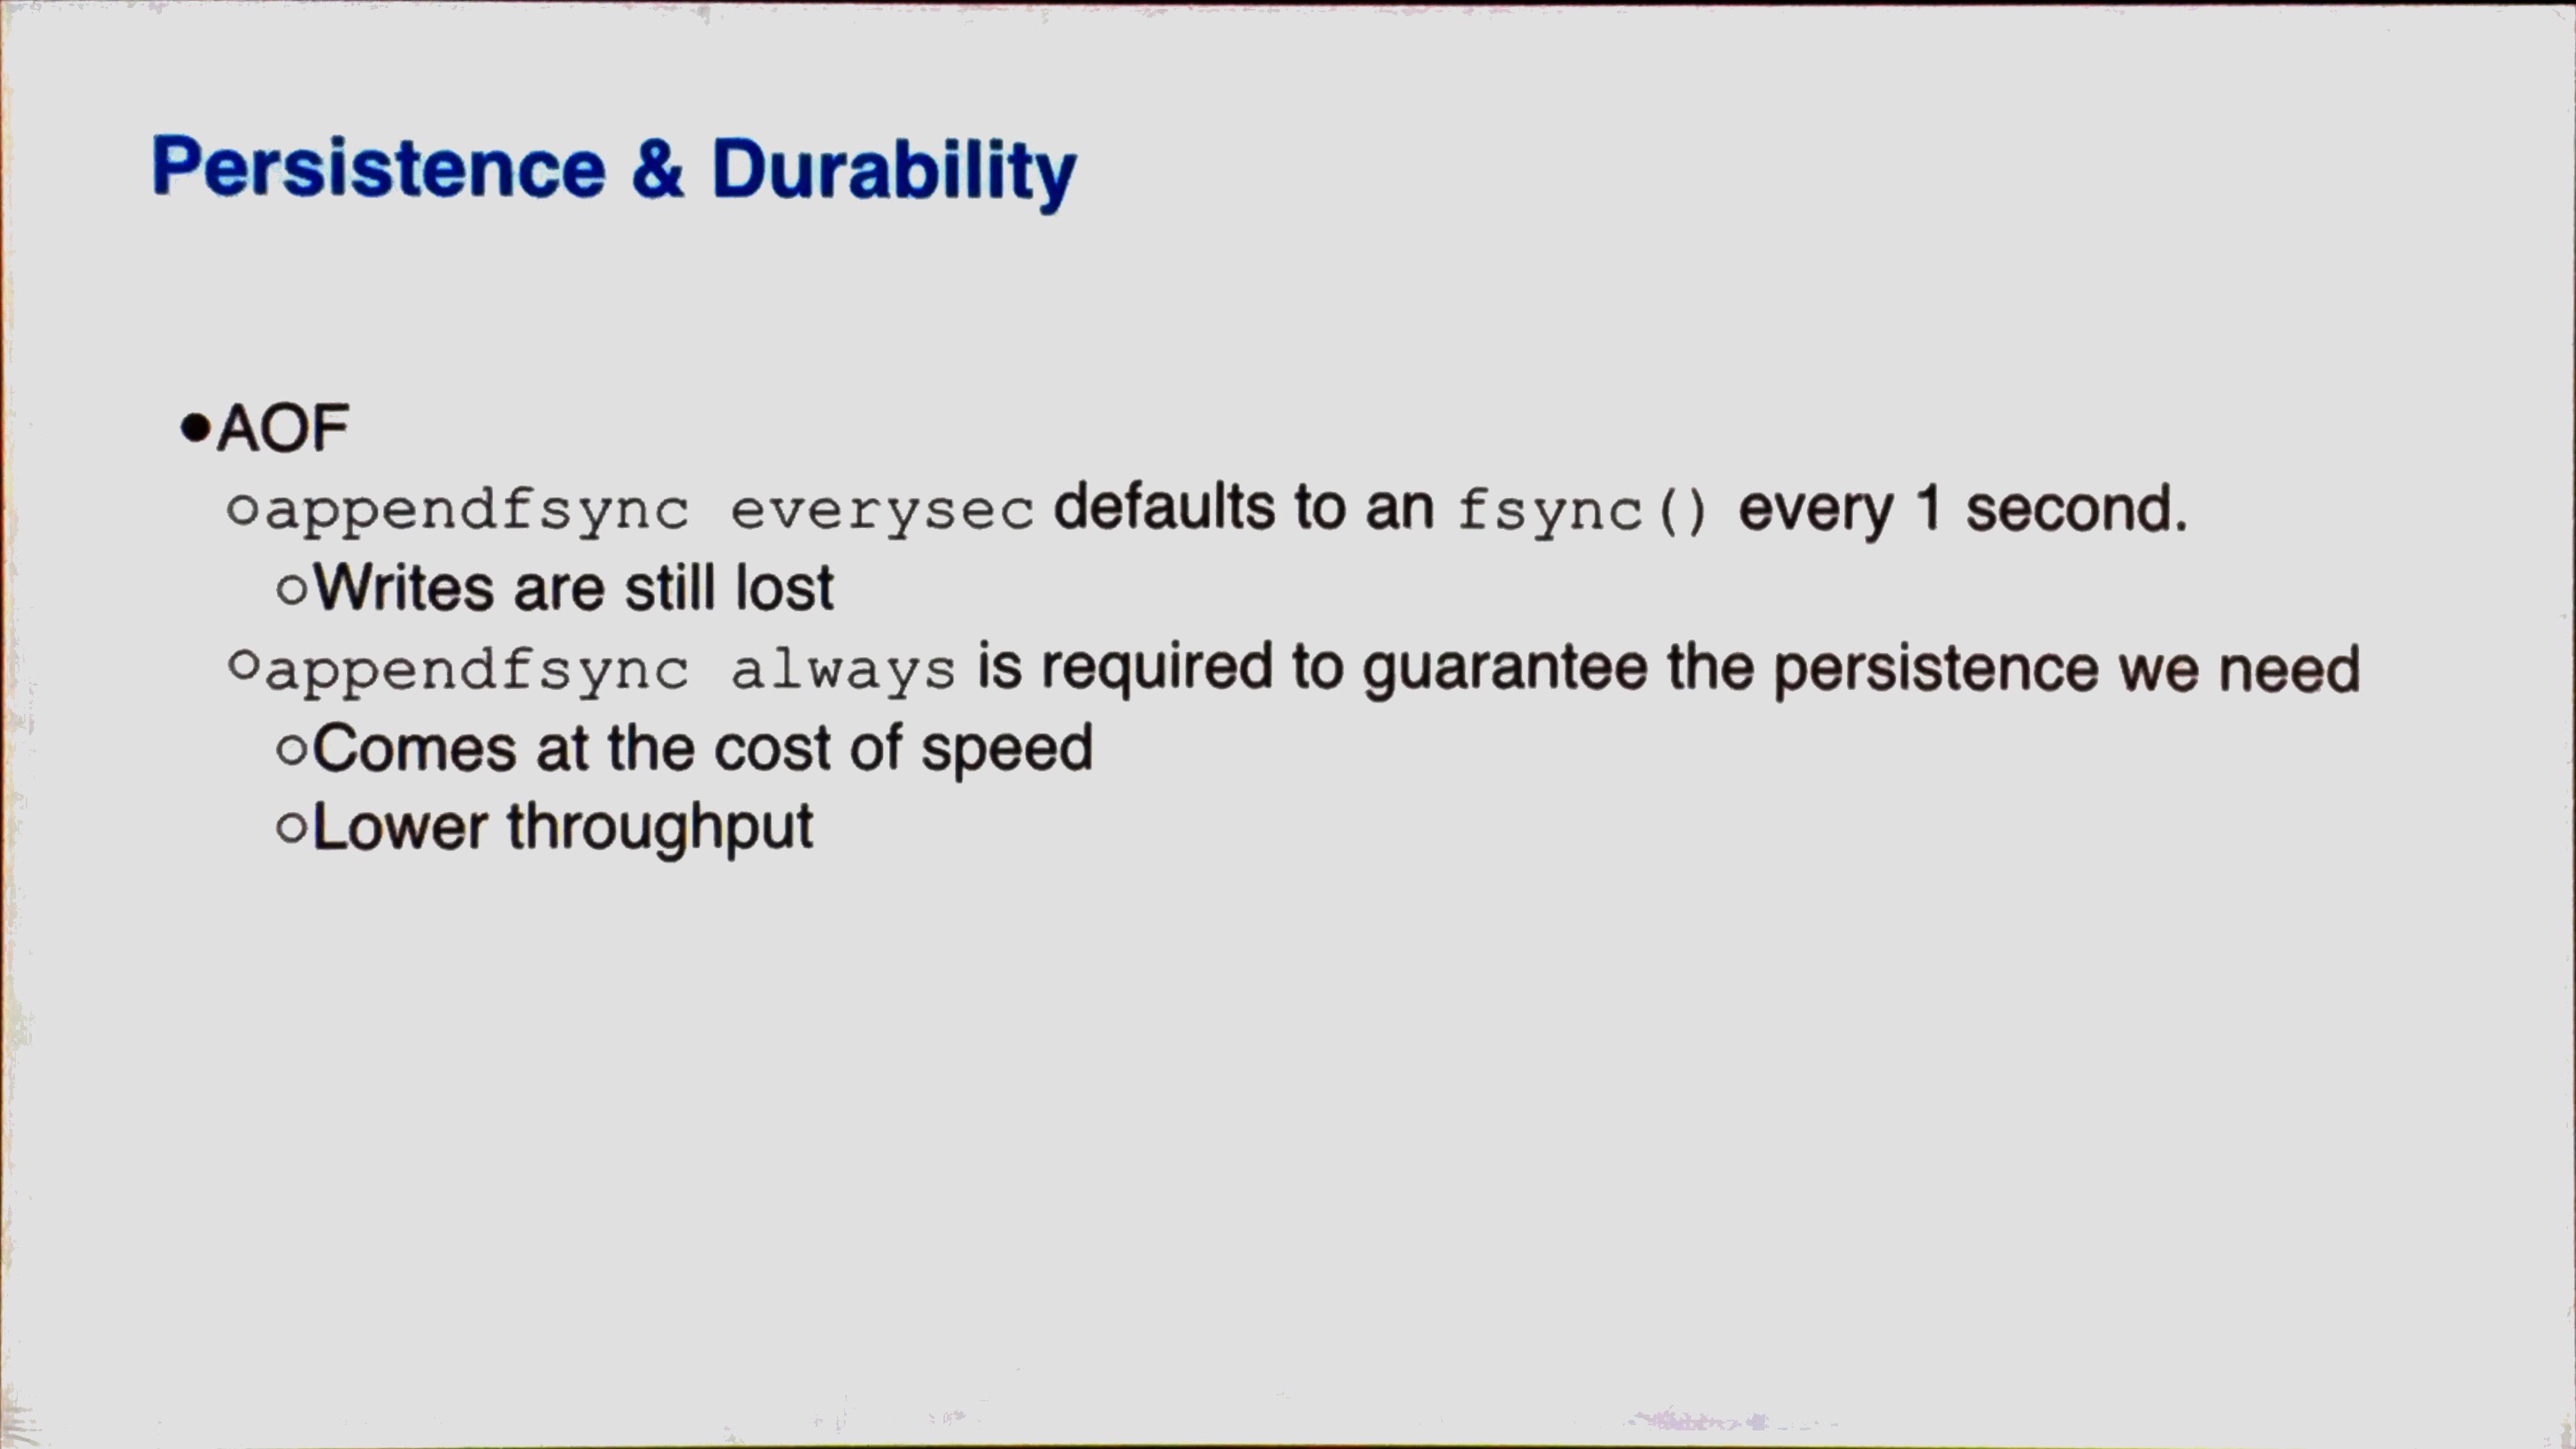 Persistence & Durability
●AOF
○appendfsync everysec defaults to an fsync() every 1 second.
○Writes are still lost
○appendfsync always is required to guarantee the persistence we need
○Comes at the cost of speed
○Lower throughput